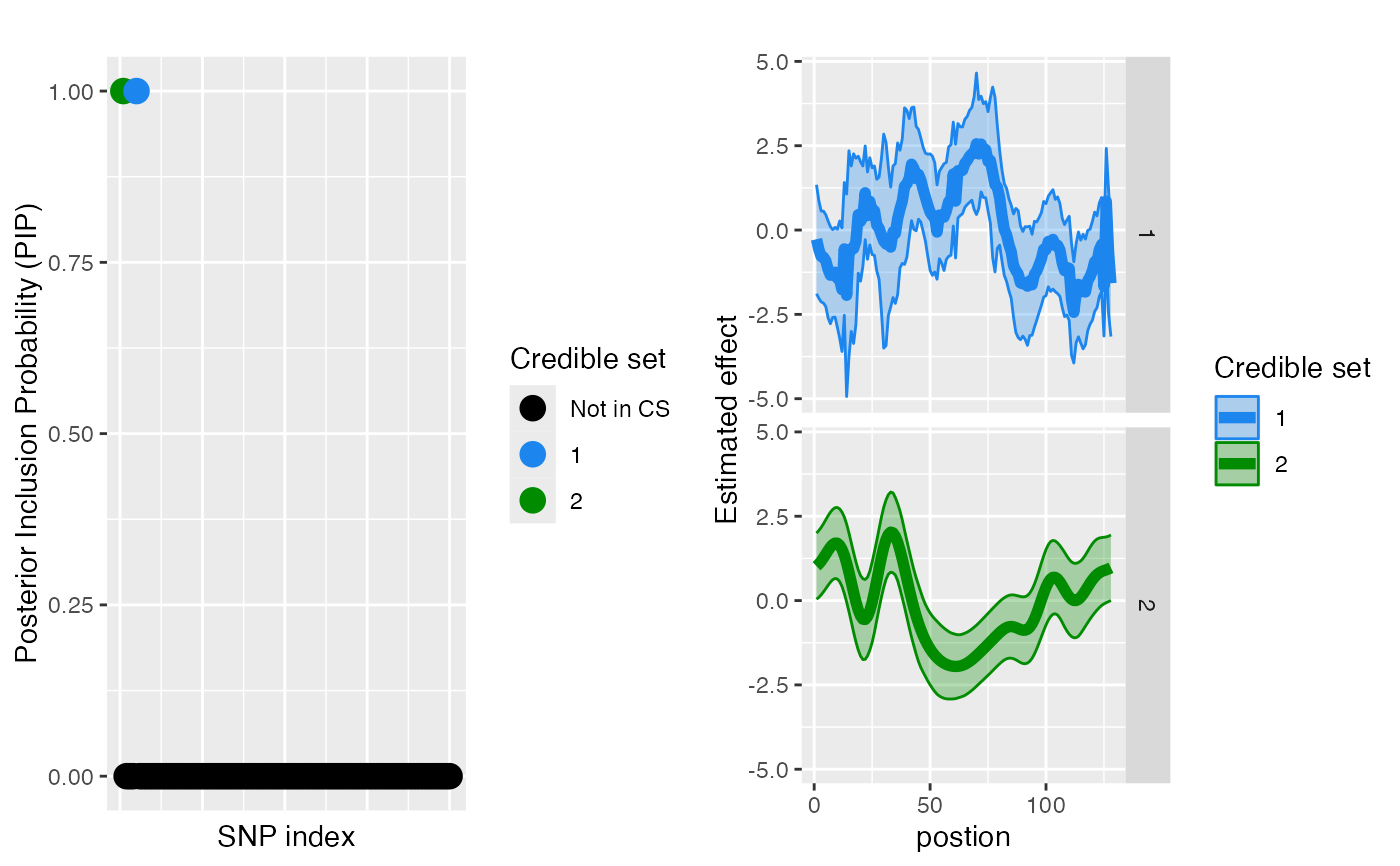 Posterior Inclusion Probability (PIP)
1.00
0.75
0.50
0.25
0.00
SNP index
Credible set
Not in CS
1
2
Estimated effect
5.0
2.5
0.0
-2.5
-5.0
1
5.0
2.5
0.0
-2.5
-5.0
2
0 50 100
postion
Credible set
1
2